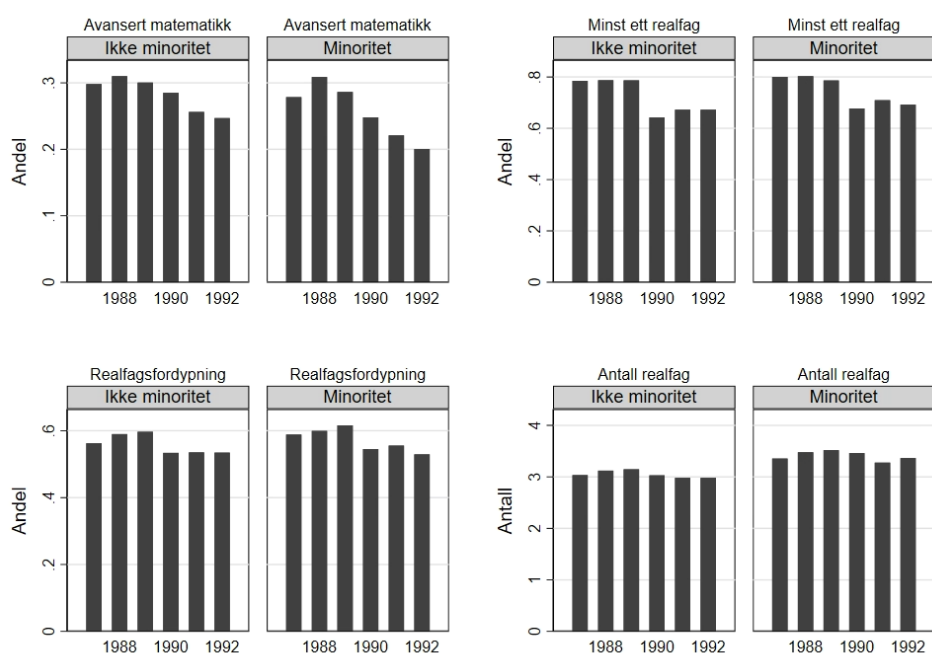 Avansert matematikk
Ikke minoritet
Avansert matematikk
Minoritet
Andel
0
.1
.2
.3
1988 1990 1992
1988 1990 1992
Minst ett realfag
Ikke minoritet
Minst ett realfag
Minoritet
Andel
0
.2
.4
.6
.8
1988 1990 1992
1988 1990 1992
Realfagsfordypning
Ikke minoritet
Realfagsfordypning
Minoritet
Andel
0
.2
.4
.6
1988 1990 1992
1988 1990 1992
Antall realfag
Ikke minoritet
Antall realfag
Minoritet
Antall
0
1
2
3
4
1988 1990 1992
1988 1990 1992